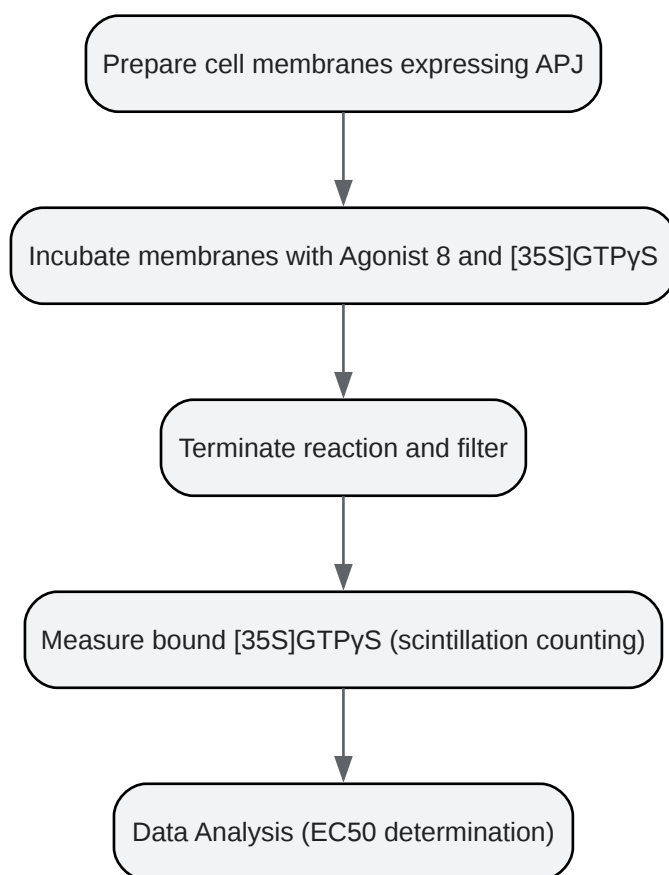 Prepare cell membranes expressing APJ
Incubate membranes with Agonist 8 and [35S]GTPγS
Terminate reaction and filter
Measure bound [35S]GTPγS (scintillation counting)
Data Analysis (EC50 determination)